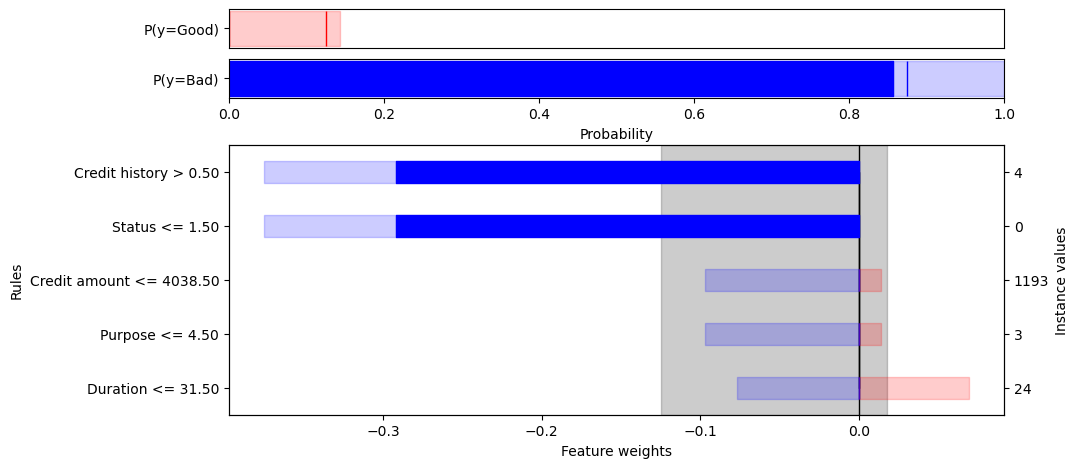 P(y=Good)
P(y=Bad)
0.0 0.2 0.4 0.6 0.8 1.0
Probability
Rules
Credit history > 0.50 4
Status <= 1.50 0
Credit amount <= 4038.50 1193
Purpose <= 4.50 3
Duration <= 31.50 24
Instance values
−0.3 −0.2 −0.1 0.0
Feature weights